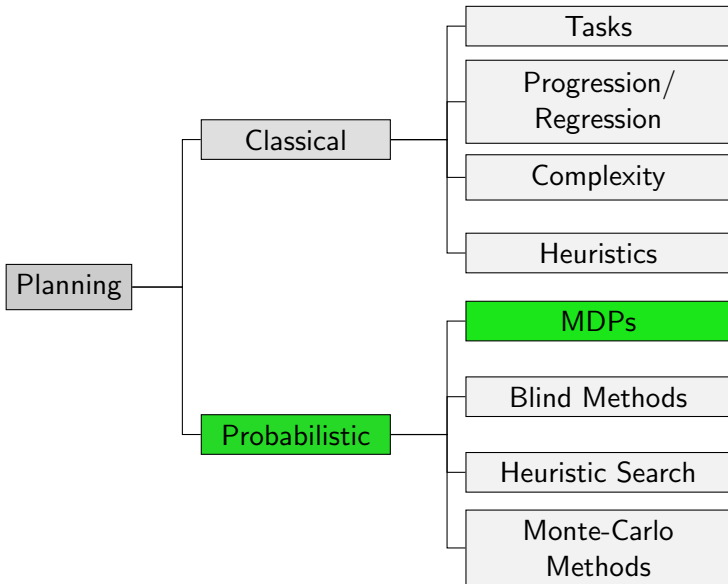 Tasks
Progression/
Regression
Classical
Complexity
Heuristics
Planning
MDPs
Blind Methods
Probabilistic
Heuristic Search
Monte-Carlo
Methods